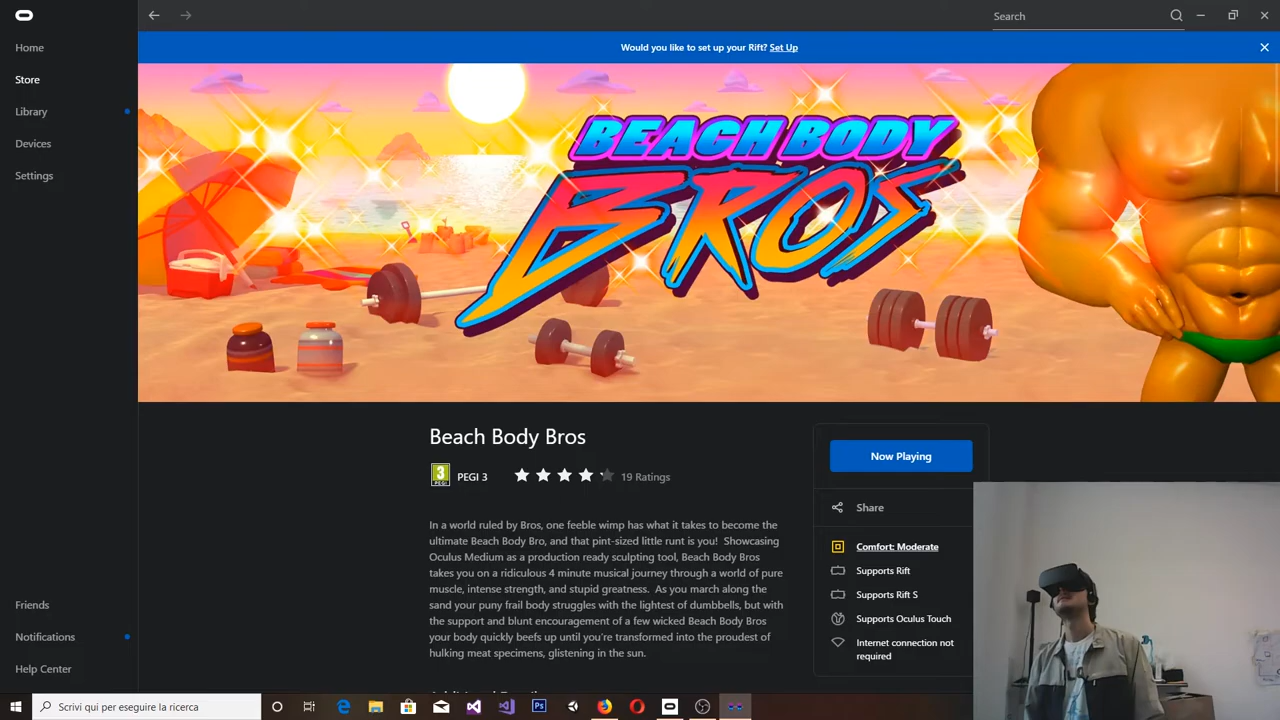 Search
Home
Store
Library
Devices
Settings
Would you like to set up your Rift? Set Up
BEACH BODY
BROS
Beach Body Bros
3
PEGI
PEGI 3
19 Ratings
Now Playing
Share
In a world ruled by Bros, one feeble wimp has what it takes to become the
ultimate Beach Body Bro, and that pint-sized little runt is you!  Showcasing
Oculus Medium as a production ready sculpting tool, Beach Body Bros
takes you on a ridiculous 4 minute musical journey through a world of pure
muscle, intense strength, and stupid greatness.  As you march along the
sand your puny frail body struggles with the lightest of dumbbells, but with
the support and blunt encouragement of a few wicked Beach Body Bros
your body quickly beefs up until you're transformed into the proudest of
hulking meat specimens, glistening in the sun.
Comfort: Moderate
Supports Rift
Supports Rift S
Supports Oculus Touch
Internet connection not
required
Friends
Notifications
Help Center
Scrivi qui per eseguire la ricerca
Ps